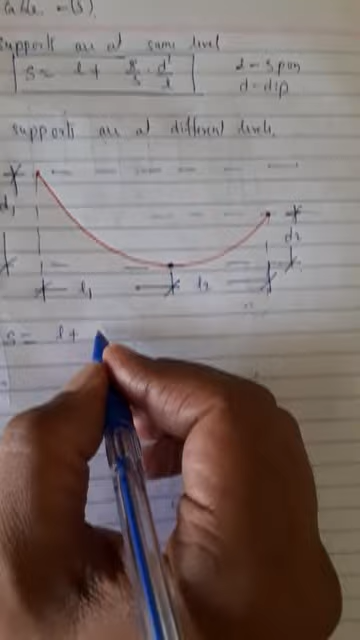 supports are at same level
S = l + 8/3 · d²/l
l - span
d = dip
supports are at different levels.
d₁
d₂
l₁
l₂
S = l +